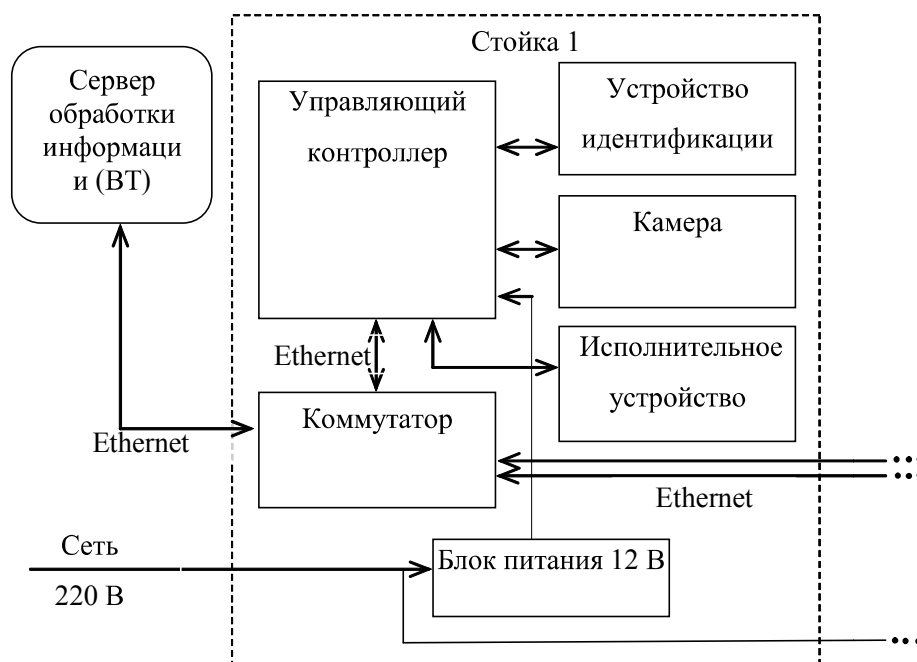 Стойка 1
Сервер
обработки
информаци
и (ВТ)
Управляющий
контроллер
Устройство
идентификации
Камера
Исполнительное
устройство
Ethernet
Коммутатор
Ethernet
Ethernet
Сеть
220 В
Блок питания 12 В